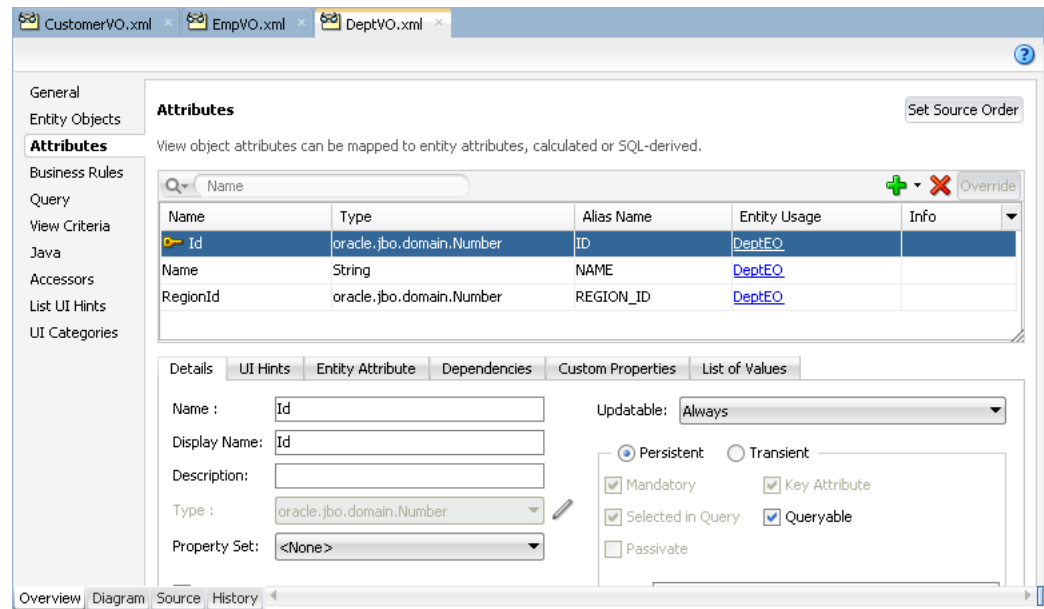 CustomerVO.xml EmpVO.xml DeptVO.xml
General
Entity Objects
Attributes
Business Rules
Query
View Criteria
Java
Accessors
List UI Hints
UI Categories
Attributes Set Source Order
View object attributes can be mapped to entity attributes, calculated or SQL-derived.
Name Override
Name Type Alias Name Entity Usage Info
Id oracle.jbo.domain.Number ID DeptEO
Name String NAME DeptEO
RegionId oracle.jbo.domain.Number REGION_ID DeptEO
Details UI Hints Entity Attribute Dependencies Custom Properties List of Values
Name : Id Updatable: Always
Display Name: Id Persistent Transient
Description: Mandatory Key Attribute
Type : oracle.jbo.domain.Number Selected in Query Queryable
Property Set: <None> Passivate
Overview Diagram Source History